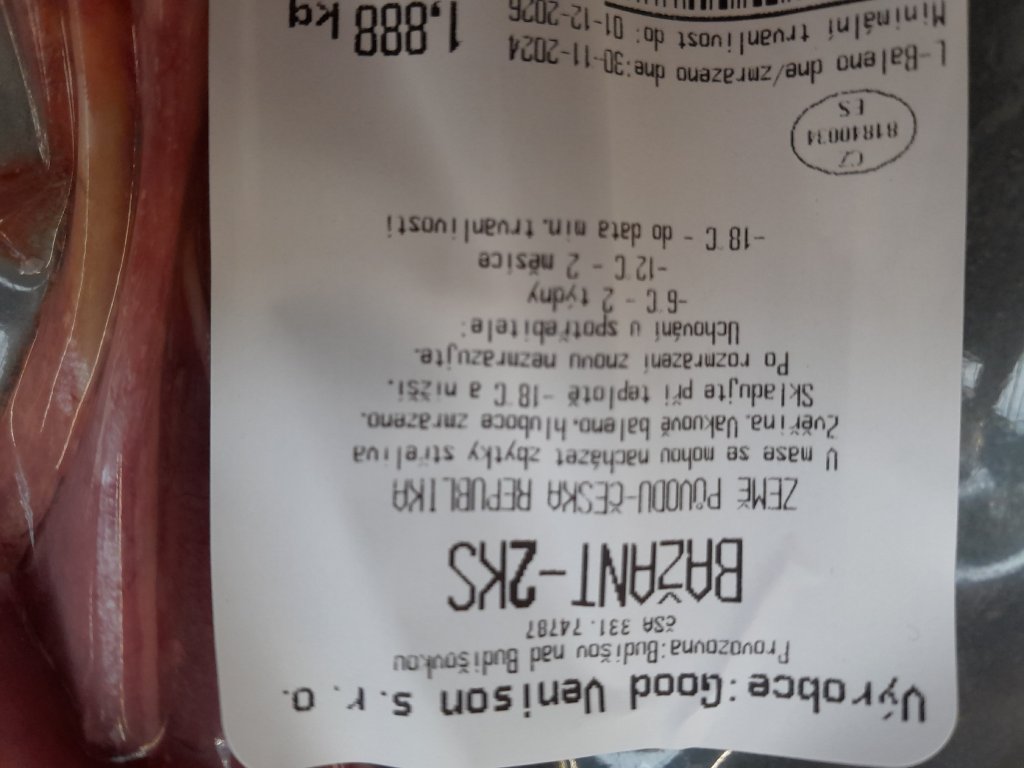 Výrobce:Good Venison s. r. o.
Provozovna:Budišov nad Budišovkou
ČSA 331. 74787
BAŽANT-2KS
ZEMĚ PŮVODU-ČESKÁ REPUBLIKA
V mase se mohou nacházet zbytky střeliva
Zvěřina. Vakuově baleno. hluboce zmrazeno.
Skladujte při teplotě -18°C a nižší.
Po rozmrazení znovu nezmrazujte.
Uchování u spotřebitele:
-6°C - 2 týdny
-12°C - 2 měsíce
-18°C - do data min. trvanlivosti
CZ
81840034
ES
L-Baleno dne/zmrazeno dne:30-11-2024
Mininální trvanlivost do: 01-12-2026
1,888 kg